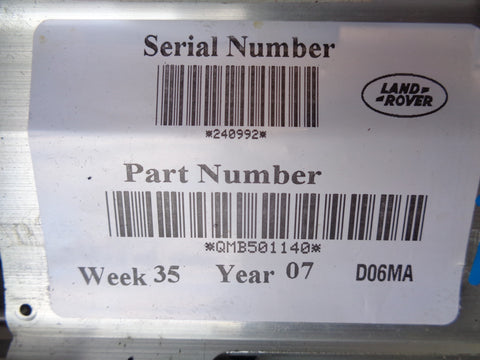 Serial Number
LAND-
-ROVER
*240992*
Part Number
*QMB501140*
Week 35 Year 07 D06MA